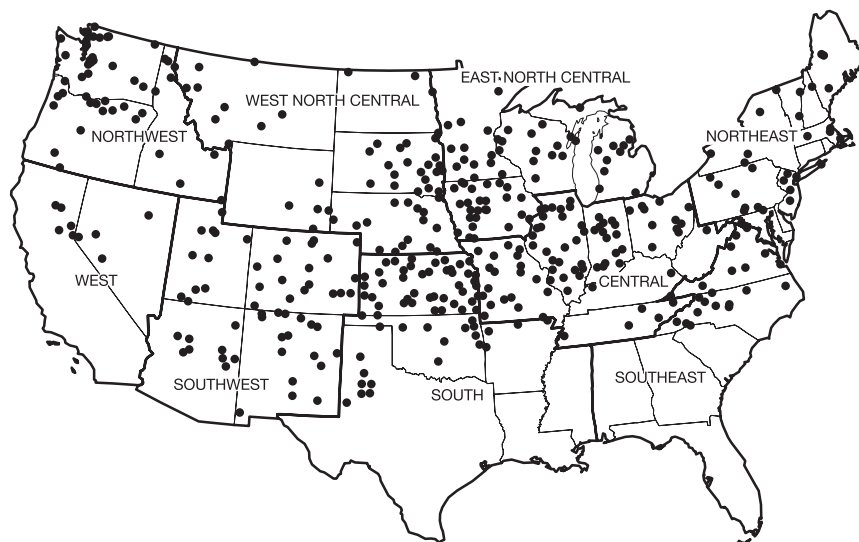 EAST NORTH CENTRAL
WEST NORTH CENTRAL
NORTHWEST
NORTHEAST
WEST
CENTRAL
SOUTHWEST
SOUTHEAST
SOUTH